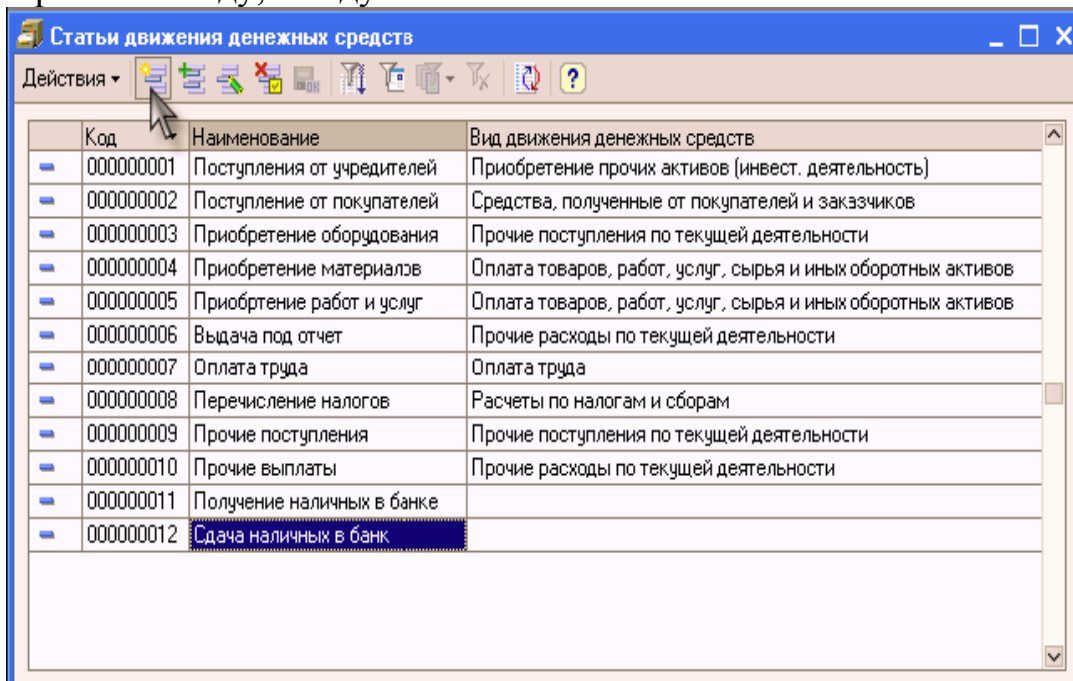 Статьи движения денежных средств
Действия
Код Наименование Вид движения денежных средств
000000001 Поступления от учредителей Приобретение прочих активов (инвест. деятельность)
000000002 Поступление от покупателей Средства, полученные от покупателей и заказчиков
000000003 Приобретение оборудования Прочие поступления по текущей деятельности
000000004 Приобретение материалов Оплата товаров, работ, услуг, сырья и иных оборотных активов
000000005 Приобртение работ и услуг Оплата товаров, работ, услуг, сырья и иных оборотных активов
000000006 Выдача под отчет Прочие расходы по текущей деятельности
000000007 Оплата труда Оплата труда
000000008 Перечисление налогов Расчеты по налогам и сборам
000000009 Прочие поступления Прочие поступления по текущей деятельности
000000010 Прочие выплаты Прочие расходы по текущей деятельности
000000011 Получение наличных в банке
000000012 Сдача наличных в банк